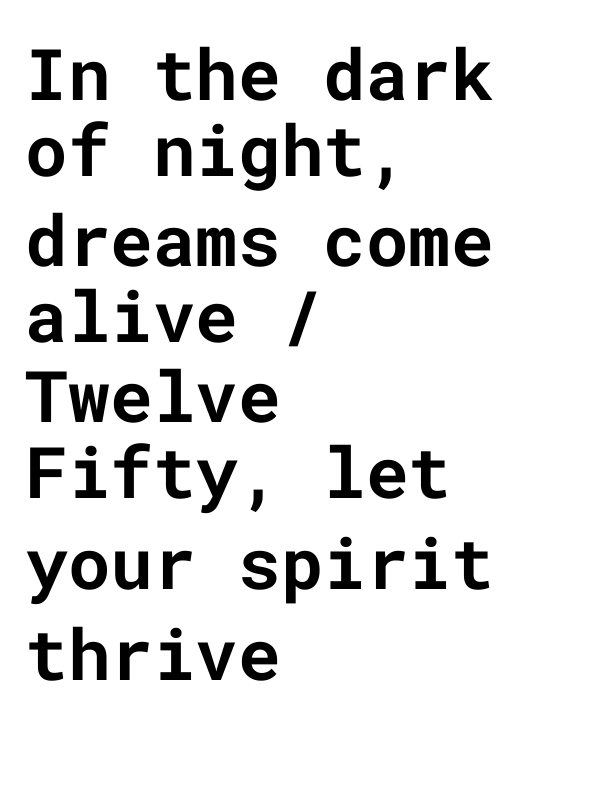 In the dark
of night,
dreams come
alive /
Twelve
Fifty, let
your spirit
thrive